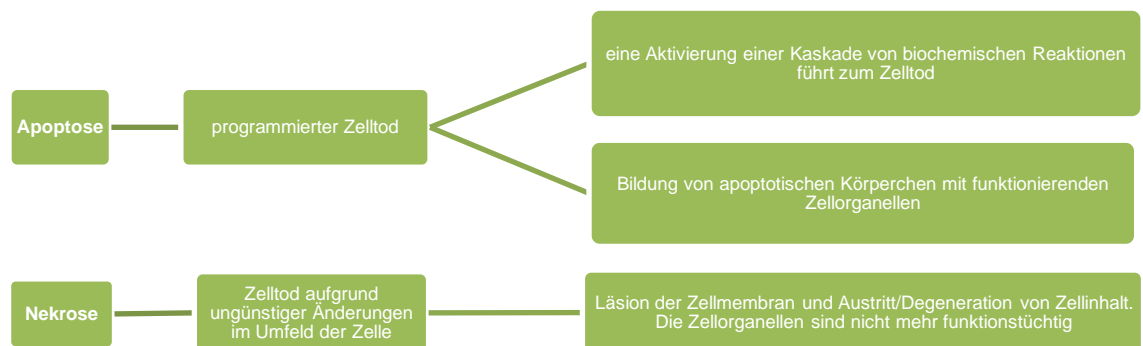 eine Aktivierung einer Kaskade von biochemischen Reaktionen
führt zum Zelltod
Apoptose
programmierter Zelltod
Bildung von apoptotischen Körperchen mit funktionierenden
Zellorganellen
Nekrose
Zelltod aufgrund
ungünstiger Änderungen
im Umfeld der Zelle
Läsion der Zellmembran und Austritt/Degeneration von Zellinhalt.
Die Zellorganellen sind nicht mehr funktionstüchtig